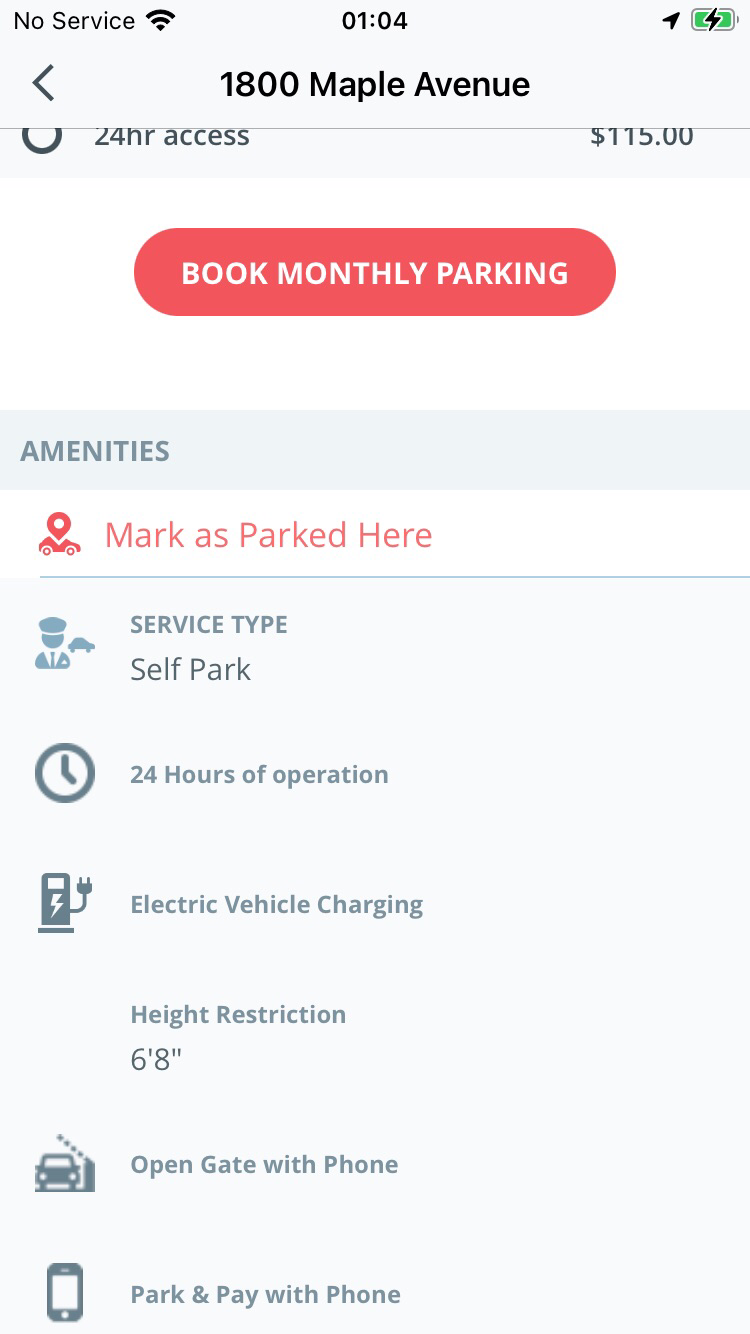 No Service 01:04
1800 Maple Avenue
24hr access $115.00
BOOK MONTHLY PARKING
AMENITIES
Mark as Parked Here
SERVICE TYPE
Self Park
24 Hours of operation
Electric Vehicle Charging
Height Restriction
6'8"
Open Gate with Phone
Park & Pay with Phone